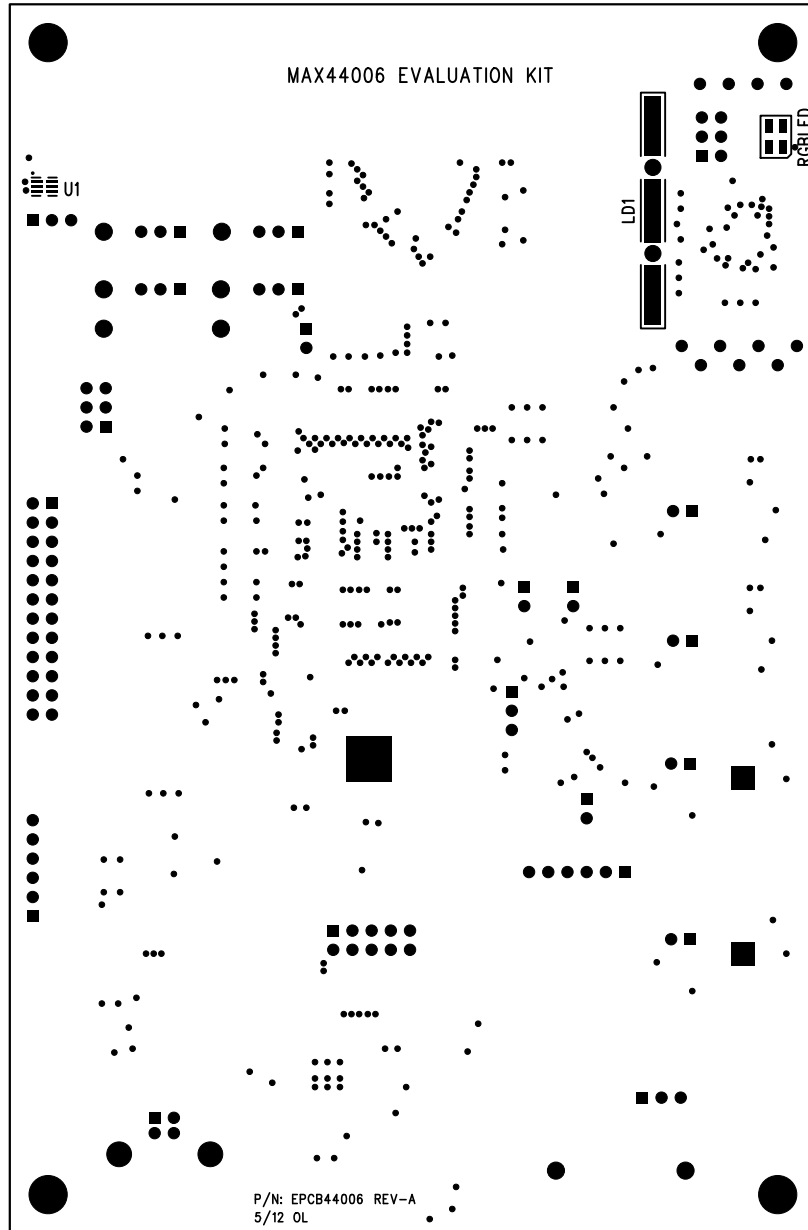 MAX44006 EVALUATION KIT
RGBLED
U1
LD1
P/N: EPCB44006 REV-A
5/12 OL